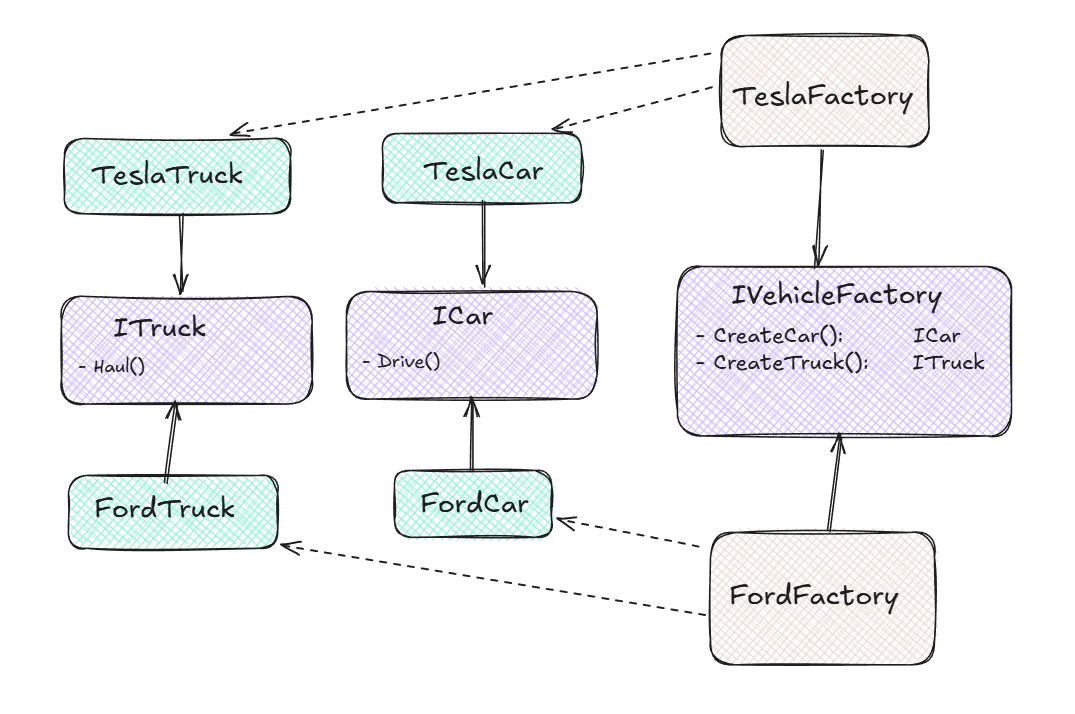 TeslaFactory
TeslaTruck
TeslaCar
ITruck
- Haul()
ICar
- Drive()
IVehicleFactory
- CreateCar(): ICar
- CreateTruck(): ITruck
FordTruck
FordCar
FordFactory